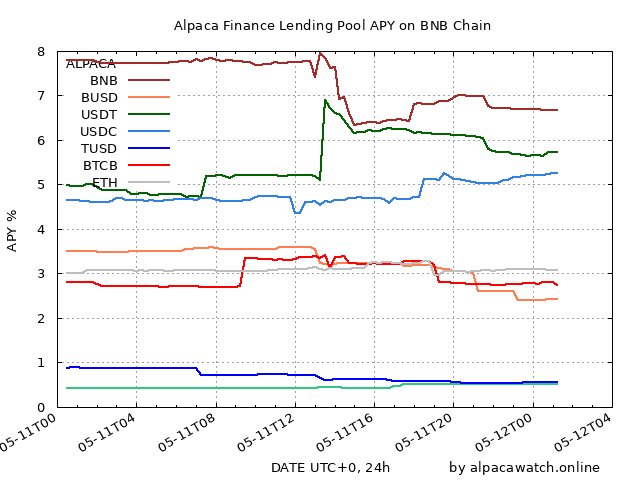 Alpaca Finance Lending Pool APY on BNB Chain
APY %
8
7
6
5
4
3
2
1
0
ALPACA
BNB
BUSD
USDT
USDC
TUSD
BTCB
ETH
05-11T00
05-11T04
05-11T08
05-11T12
05-11T16
05-11T20
05-12T00
05-12T04
DATE UTC+0, 24h
by alpacawatch.online